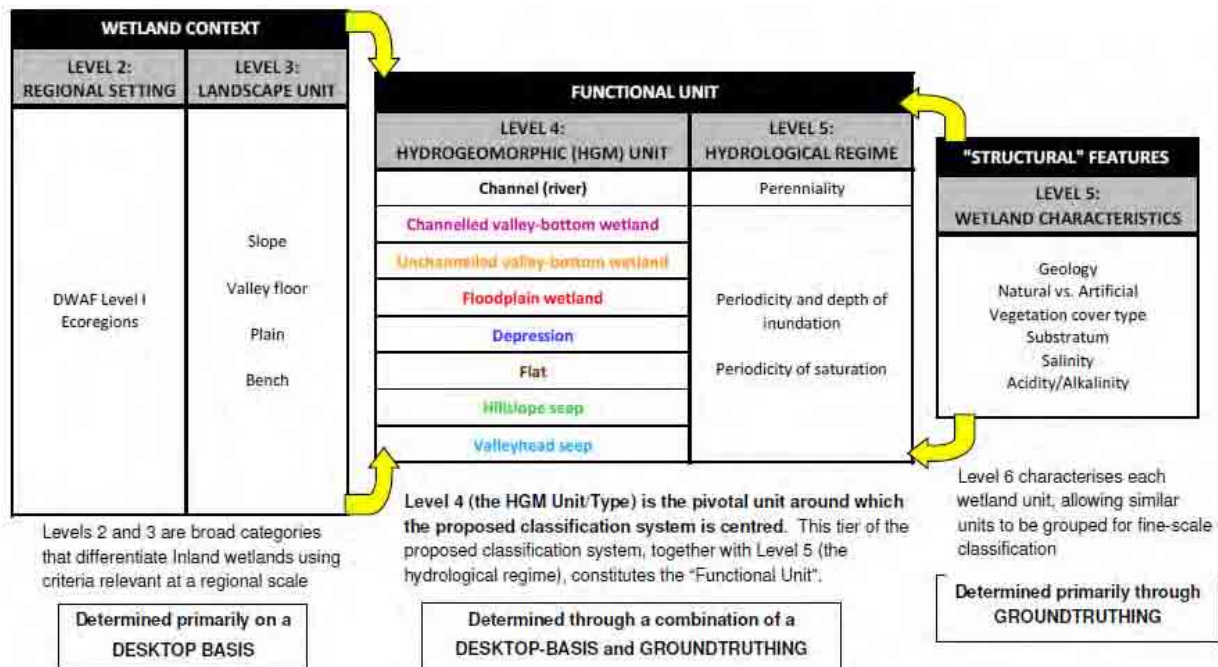 WETLAND CONTEXT
LEVEL 2:
REGIONAL SETTING
LEVEL 3:
LANDSCAPE UNIT
DWAF Level I
Ecoregions
Slope
Valley floor
Plain
Bench
Levels 2 and 3 are broad categories
that differentiate Inland wetlands using
criteria relevant at a regional scale
Determined primarily on a
DESKTOP BASIS
FUNCTIONAL UNIT
LEVEL 4:
HYDROGEOMORPHIC (HGM) UNIT
LEVEL 5:
HYDROLOGICAL REGIME
Channel (river)
Perenniality
Channelled valley-bottom wetland
Unchannelled valley-bottom wetland
Floodplain wetland
Depression
Flat
Hillslope seep
Valleyhead seep
Periodicity and depth of
inundation
Periodicity of saturation
Level 4 (the HGM Unit/Type) is the pivotal unit around which
the proposed classification system is centred. This tier of the
proposed classification system, together with Level 5 (the
hydrological regime), constitutes the "Functional Unit".
Determined through a combination of a
DESKTOP-BASIS and GROUNDTRUTHING
"STRUCTURAL" FEATURES
LEVEL 5:
WETLAND CHARACTERISTICS
Geology
Natural vs. Artificial
Vegetation cover type
Substratum
Salinity
Acidity/Alkalinity
Level 6 characterises each
wetland unit, allowing similar
units to be grouped for fine-scale
classification
Determined primarily through
GROUNDTRUTHING